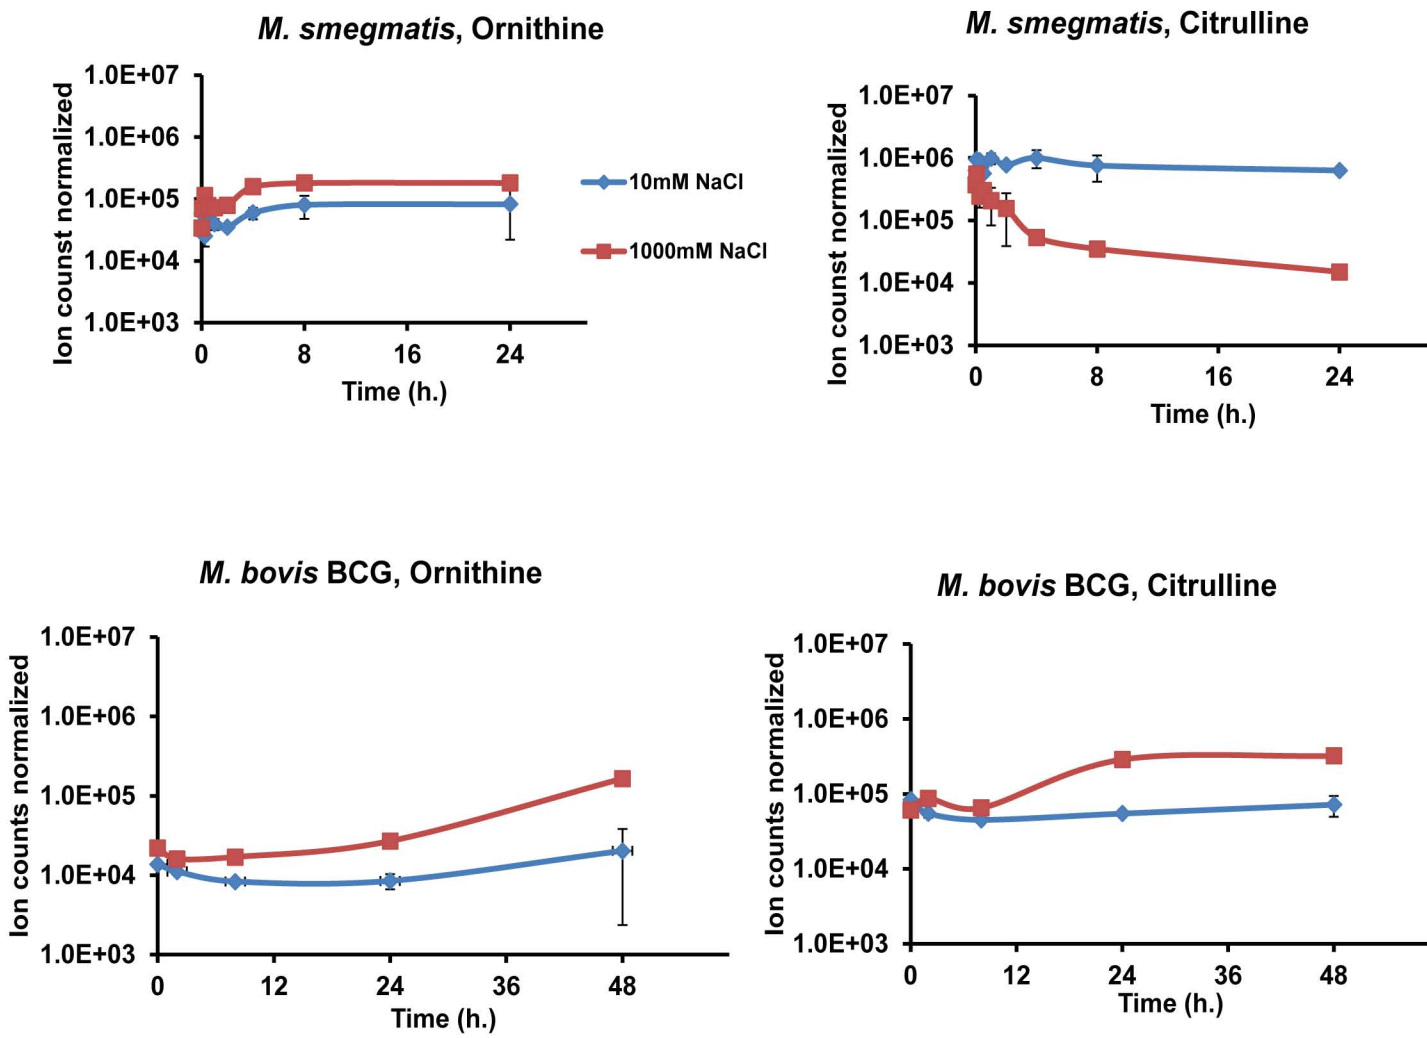 M. smegmatis, Ornithine
Ion counst normalized
1.0E+07
1.0E+06
1.0E+05
1.0E+04
1.0E+03
0 8 16 24
Time (h.)
10mM NaCl
1000mM NaCl
M. smegmatis, Citrulline
Ion counst normalized
1.0E+07
1.0E+06
1.0E+05
1.0E+04
1.0E+03
0 8 16 24
Time (h.)
M. bovis BCG, Ornithine
Ion counts normalized
1.0E+07
1.0E+06
1.0E+05
1.0E+04
1.0E+03
0 12 24 36 48
Time (h.)
M. bovis BCG, Citrulline
Ion counts normalized
1.0E+07
1.0E+06
1.0E+05
1.0E+04
1.0E+03
0 12 24 36 48
Time (h.)